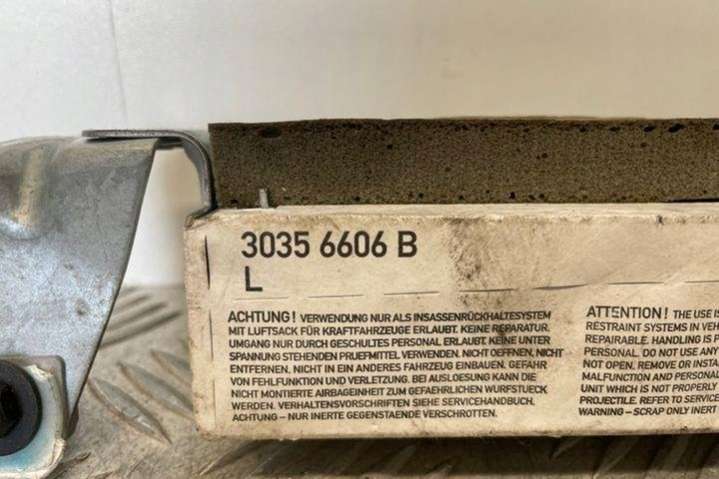 3035 6606 B
L
ACHTUNG! VERWENDUNG NUR ALS INSASSENRÜCKHALTESYSTEM
MIT LUFTSACK FÜR KRAFTFAHRZEUGE ERLAUBT. KEINE REPARATUR.
UMGANG NUR DURCH GESCHULTES PERSONAL ERLAUBT. KEINE UNTER
SPANNUNG STEHENDEN PRUEFMITTEL VERWENDEN. NICHT OEFFNEN, NICHT
ENTFERNEN. NICHT IN EIN ANDERES FAHRZEUG EINBAUEN. GEFAHR
VON FEHLFUNKTION UND VERLETZUNG. BEI AUSLOESUNG KANN DIE
NICHT MONTIERTE AIRBAGEINHEIT ZUM GEFAEHRLICHEN WURFSTUECK
WERDEN. VERHALTENSVORSCHRIFTEN SIEHE SERVICEHANDBUCH.
ACHTUNG – NUR INERTE GEGENSTAENDE VERSCHROTTEN.
ATTENTION! THE USE IS
RESTRAINT SYSTEMS IN VEH
REPAIRABLE. HANDLING IS P
PERSONAL. DO NOT USE ANY
NOT OPEN, REMOVE OR INSTA
MALFUNCTION AND PERSONA
UNIT WHICH IS NOT PROPERLY
PROJECTILE. REFER TO SERVICE
WARNING – SCRAP ONLY INERT